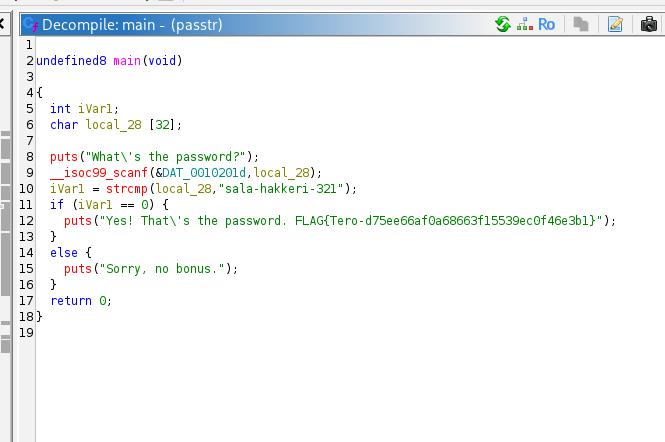 Decompile: main - (passtr)
Ro
1
2 undefined8 main(void)
3
4 {
5   int iVar1;
6   char local_28 [32];
7
8   puts("What\'s the password?");
9   __isoc99_scanf(&DAT_0010201d,local_28);
10   iVar1 = strcmp(local_28,"sala-hakkeri-321");
11   if (iVar1 == 0) {
12     puts("Yes! That\'s the password. FLAG{Tero-d75ee66af0a68663f15539ec0f46e3b1}");
13   }
14   else {
15     puts("Sorry, no bonus.");
16   }
17   return 0;
18 }
19